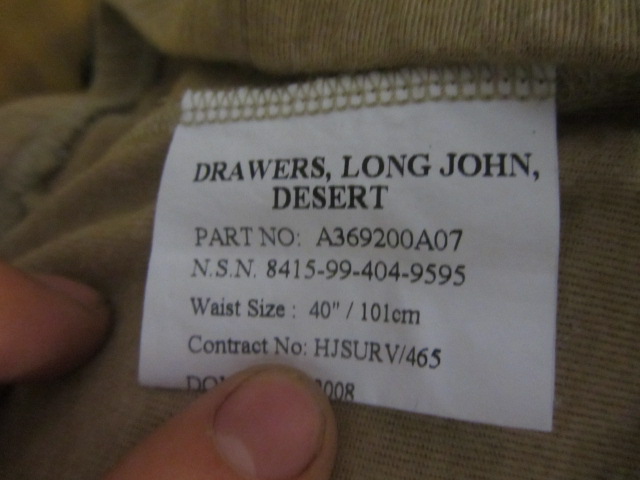 DRAWERS, LONG JOHN,
DESERT
PART NO: A369200A07
N.S.N. 8415-99-404-9595
Waist Size : 40" / 101cm
Contract No: HJSURV/465